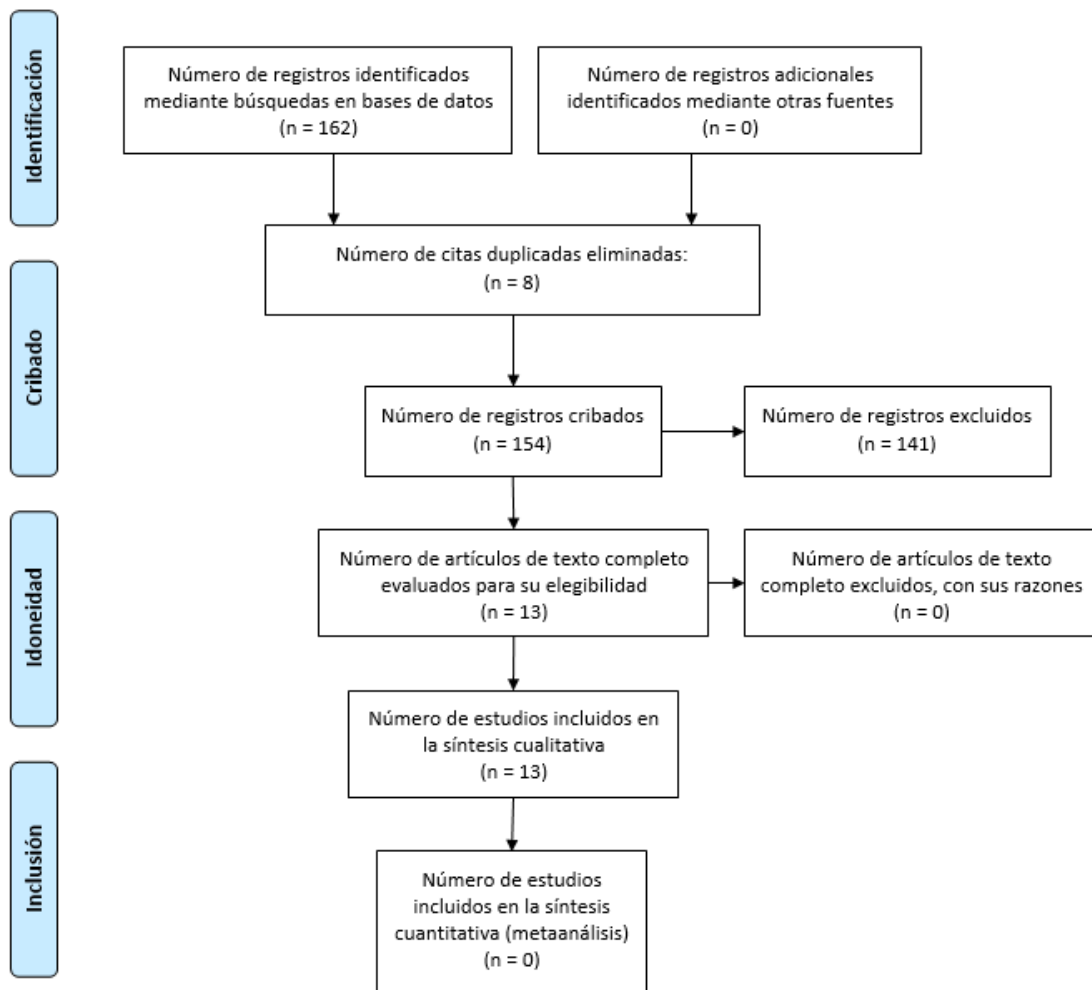 Identificación
Número de registros identificados
mediante búsquedas en bases de datos
(n = 162)
Número de registros adicionales
identificados mediante otras fuentes
(n = 0)
Número de citas duplicadas eliminadas:
(n = 8)
Cribado
Número de registros cribados
(n = 154)
Número de registros excluidos
(n = 141)
Idoneidad
Número de artículos de texto completo
evaluados para su elegibilidad
(n = 13)
Número de artículos de texto
completo excluidos, con sus razones
(n = 0)
Número de estudios incluidos en
la síntesis cualitativa
(n = 13)
Inclusión
Número de estudios
incluidos en la síntesis
cuantitativa (metaanálisis)
(n = 0)